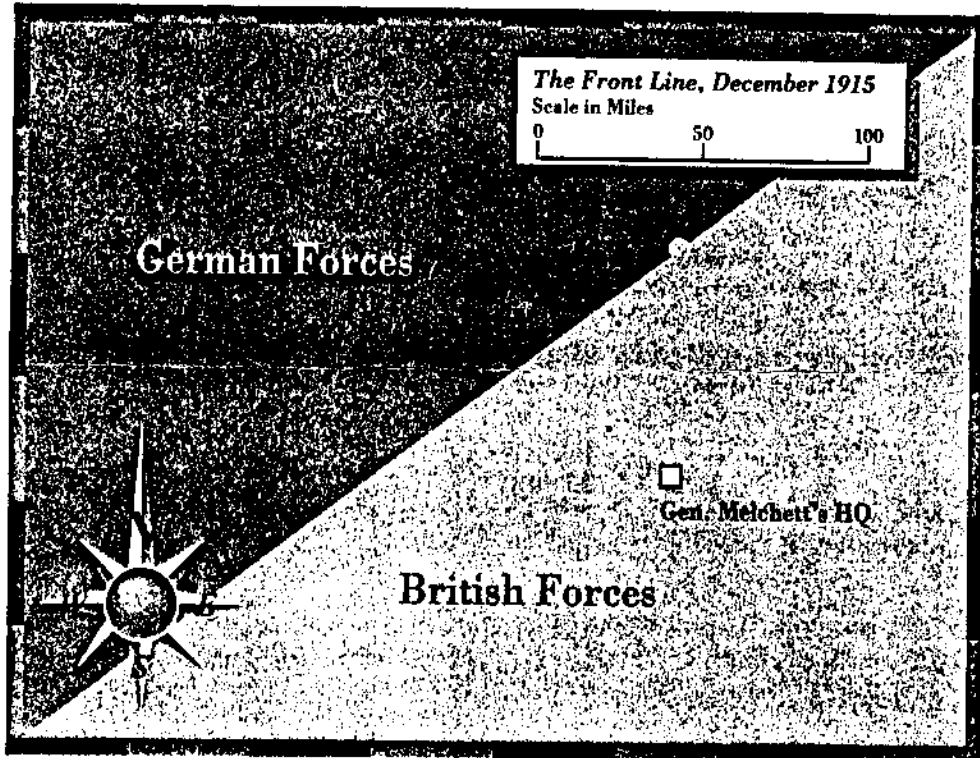 The Front Line, December 1915
Scale in Miles
0 50 100
German Forces
Gen. Melchett's HQ
E
S
British Forces